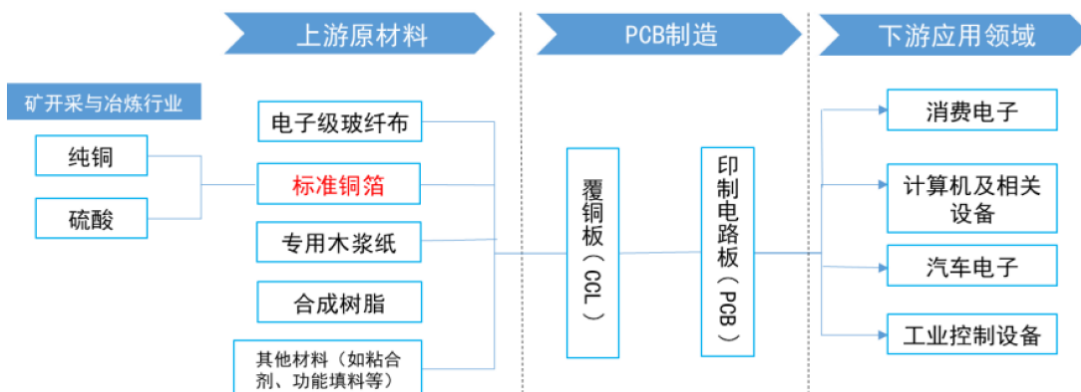 上游原材料
PCB制造
下游应用领域
矿开采与冶炼行业
纯铜
硫酸
电子级玻纤布
标准铜箔
专用木浆纸
合成树脂
其他材料（如粘合
剂、功能填料等）
覆铜板（CCL）
印制电路板（PCB）
消费电子
计算机及相关
设备
汽车电子
工业控制设备